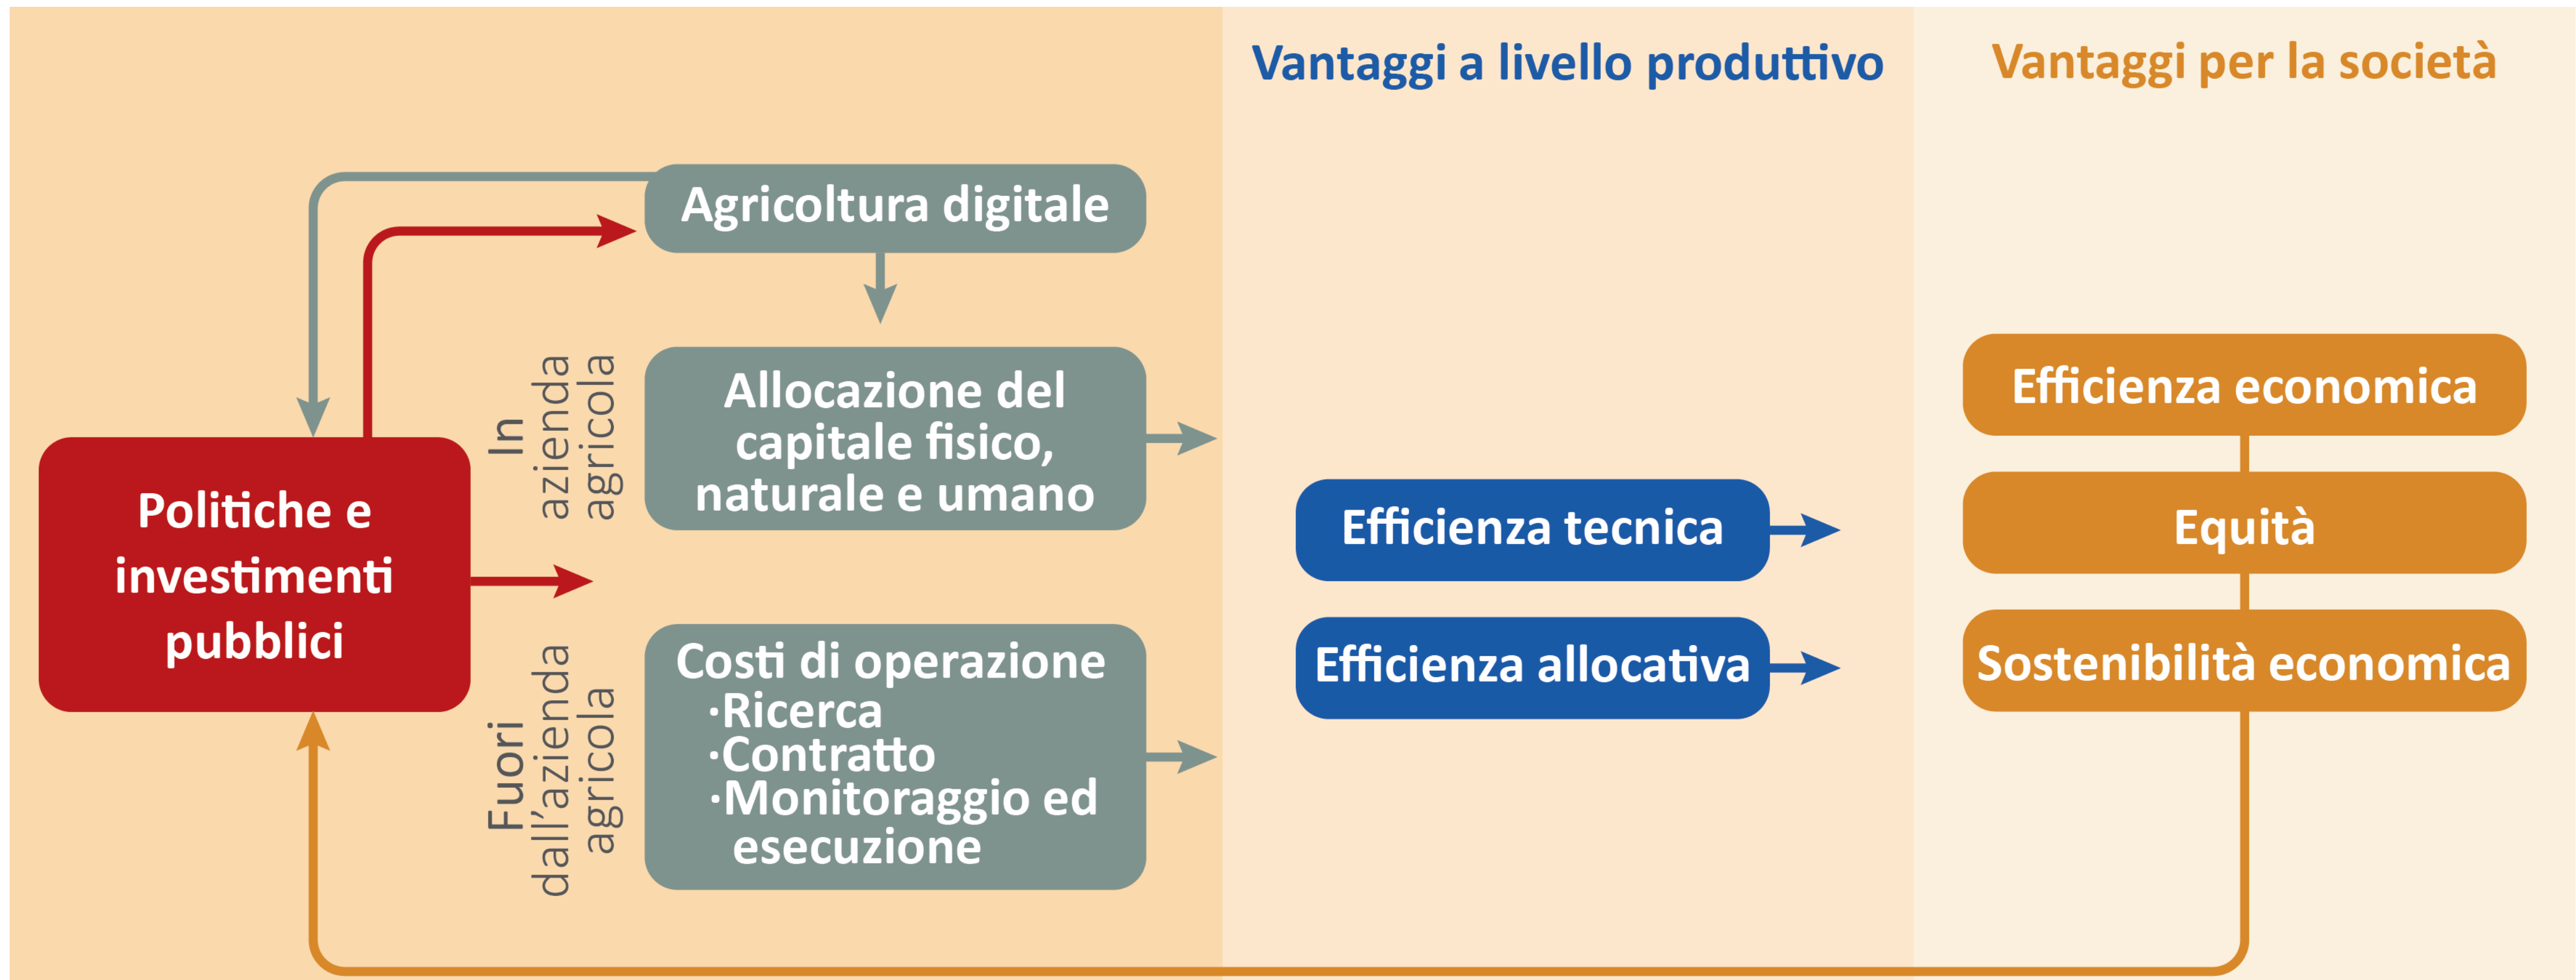 Vantaggi a livello produttivo
Vantaggi per la società
Agricoltura digitale
In
azienda
agricola
Allocazione del
capitale fisico,
naturale e umano
Politiche e
investimenti
pubblici
Fuori
dall'azienda
agricola
Costi di operazione
·Ricerca
·Contratto
·Monitoraggio ed
esecuzione
Efficienza tecnica
Efficienza allocativa
Efficienza economica
Equità
Sostenibilità economica